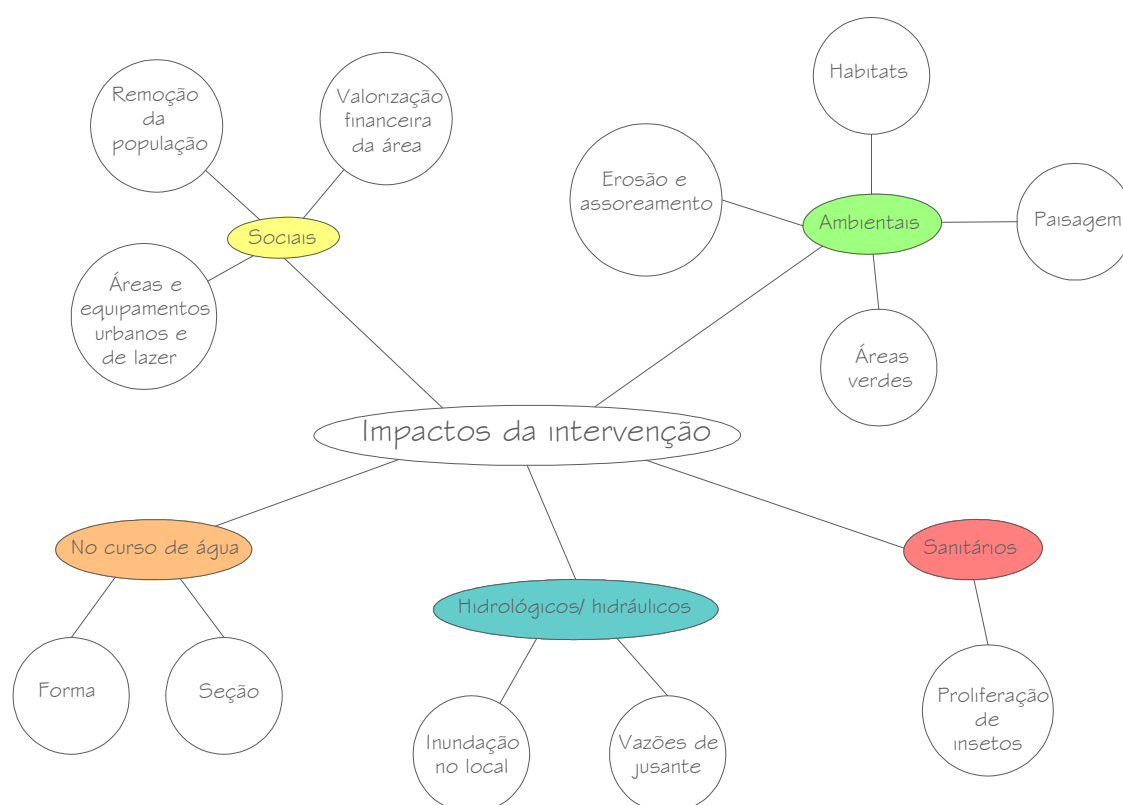 Habitats
Remoção
da
população
Valorização
financeira
da área
Erosão e
assoreamento
Ambientais
Paisagem
Sociais
Áreas e
equipamentos
urbanos e
de lazer
Áreas
verdes
Impactos da intervenção
No curso de água
Sanitários
Hidrológicos/ hidráulicos
Forma
Seção
Proliferação
de
insetos
Inundação
no local
Vazões de
jusante